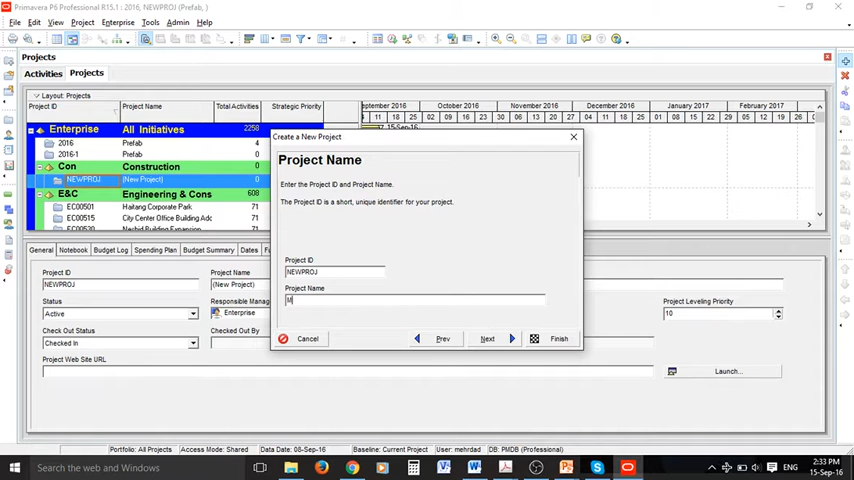 Primavera P6 Professional R15.1 : 2016, NEWPROJ (Prefab, )
File Edit View Project Enterprise Tools Admin Help
Projects
Activities Projects
Layout: Projects
Project ID Project Name Total Activities Strategic Priority
eptember 2016 October 2016 November 2016 December 2016 January 2017 February 2017
4 11 18 25 02 09 16 23 30 06 13 20 27 04 11 18 25 01 08 15 22 29 05 12 19 26
Enterprise All Initiatives 2258
2016 Prefab 4
2016-1 Prefab 0
Con Construction 0
NEWPROJ (New Project) 0
E&C Engineering & Cons 608
EC00501 Haitang Corporate Park 71
EC00515 City Center Office Building Adc 71
Nesbid Building Expansion 71
15-Sep-16
Create a New Project
Project Name
Enter the Project ID and Project Name.
The Project ID is a short, unique identifier for your project.
Project ID
NEWPROJ
Project Name
M
Cancel Prev Next Finish
General Notebook Budget Log Spending Plan Budget Summary Dates
Project ID Project Name
NEWPROJ (New Project)
Status Responsible Manag
Project Leveling Priority
Active Enterprise
10
Check Out Status Checked Out By
Checked In
Project Web Site URL
Launch...
Portfolio: All Projects Access Mode: Shared Data Date: 08-Sep-16 Baseline: Current Project User: mehrdad DB: PMDB (Professional)
Search the web and Windows
ENG
2:33 PM
15-Sep-16